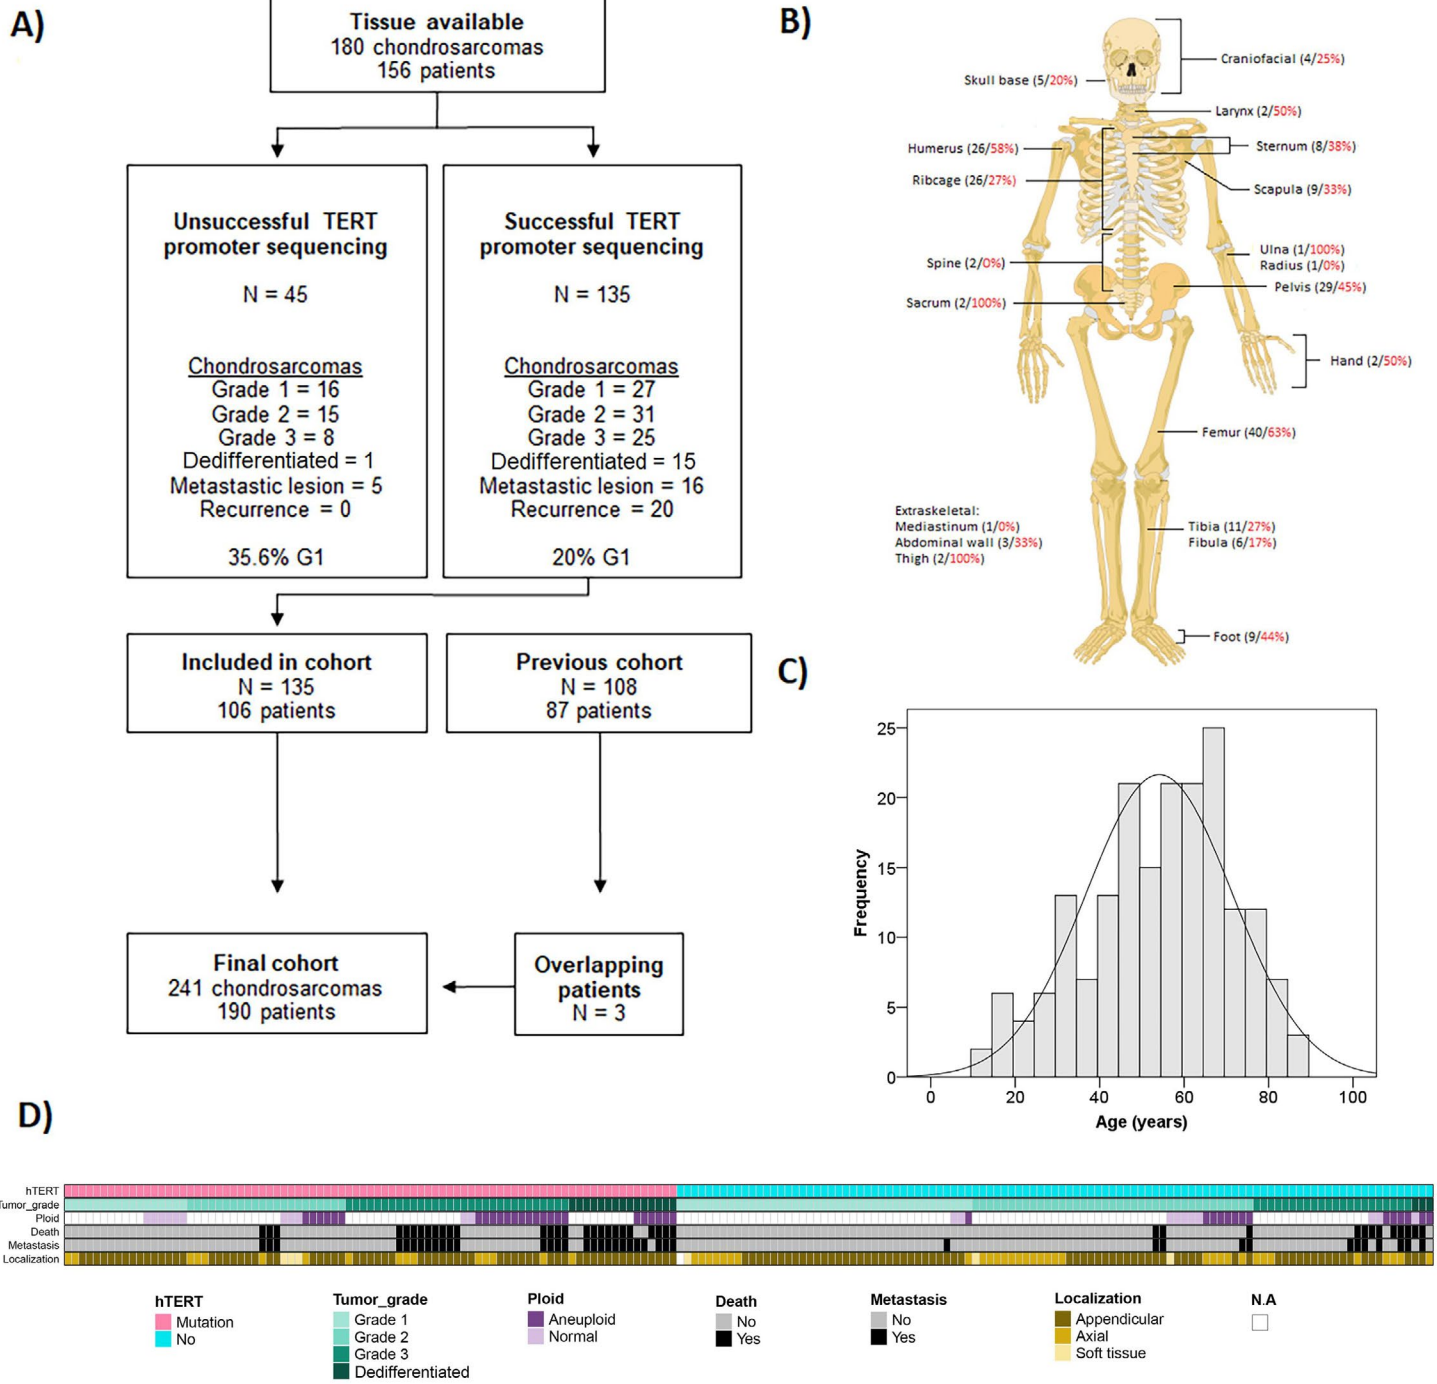 A)
Tissue available
180 chondrosarcomas
156 patients
Unsuccessful TERT
promoter sequencing
N = 45
Chondrosarcomas
Grade 1 = 16
Grade 2 = 15
Grade 3 = 8
Dedifferentiated = 1
Metastastic lesion = 5
Recurrence = 0
35.6% G1
Successful TERT
promoter sequencing
N = 135
Chondrosarcomas
Grade 1 = 27
Grade 2 = 31
Grade 3 = 25
Dedifferentiated = 15
Metastastic lesion = 16
Recurrence = 20
20% G1
Included in cohort
N = 135
106 patients
Previous cohort
N = 108
87 patients
Final cohort
241 chondrosarcomas
190 patients
Overlapping
patients
N = 3
B)
Craniofacial (4/25%)
Skull base (5/20%)
Larynx (2/50%)
Humerus (26/58%)
Sternum (8/38%)
Ribcage (26/27%)
Scapula (9/33%)
Ulna (1/100%)
Radius (1/0%)
Spine (2/0%)
Pelvis (29/45%)
Sacrum (2/100%)
Hand (2/50%)
Femur (40/63%)
Extraskeletal:
Mediastinum (1/0%)
Abdominal wall (3/33%)
Thigh (2/100%)
Tibia (11/27%)
Fibula (6/17%)
Foot (9/44%)
C)
25
20
15
10
5
0
Frequency
0 20 40 60 80 100
Age (years)
D)
hTERT
Tumor_grade
Ploid
Death
Metastasis
Localization
hTERT
Mutation
No
Tumor_grade
Grade 1
Grade 2
Grade 3
Dedifferentiated
Ploid
Aneuploid
Normal
Death
No
Yes
Metastasis
No
Yes
Localization
Appendicular
Axial
Soft tissue
N.A